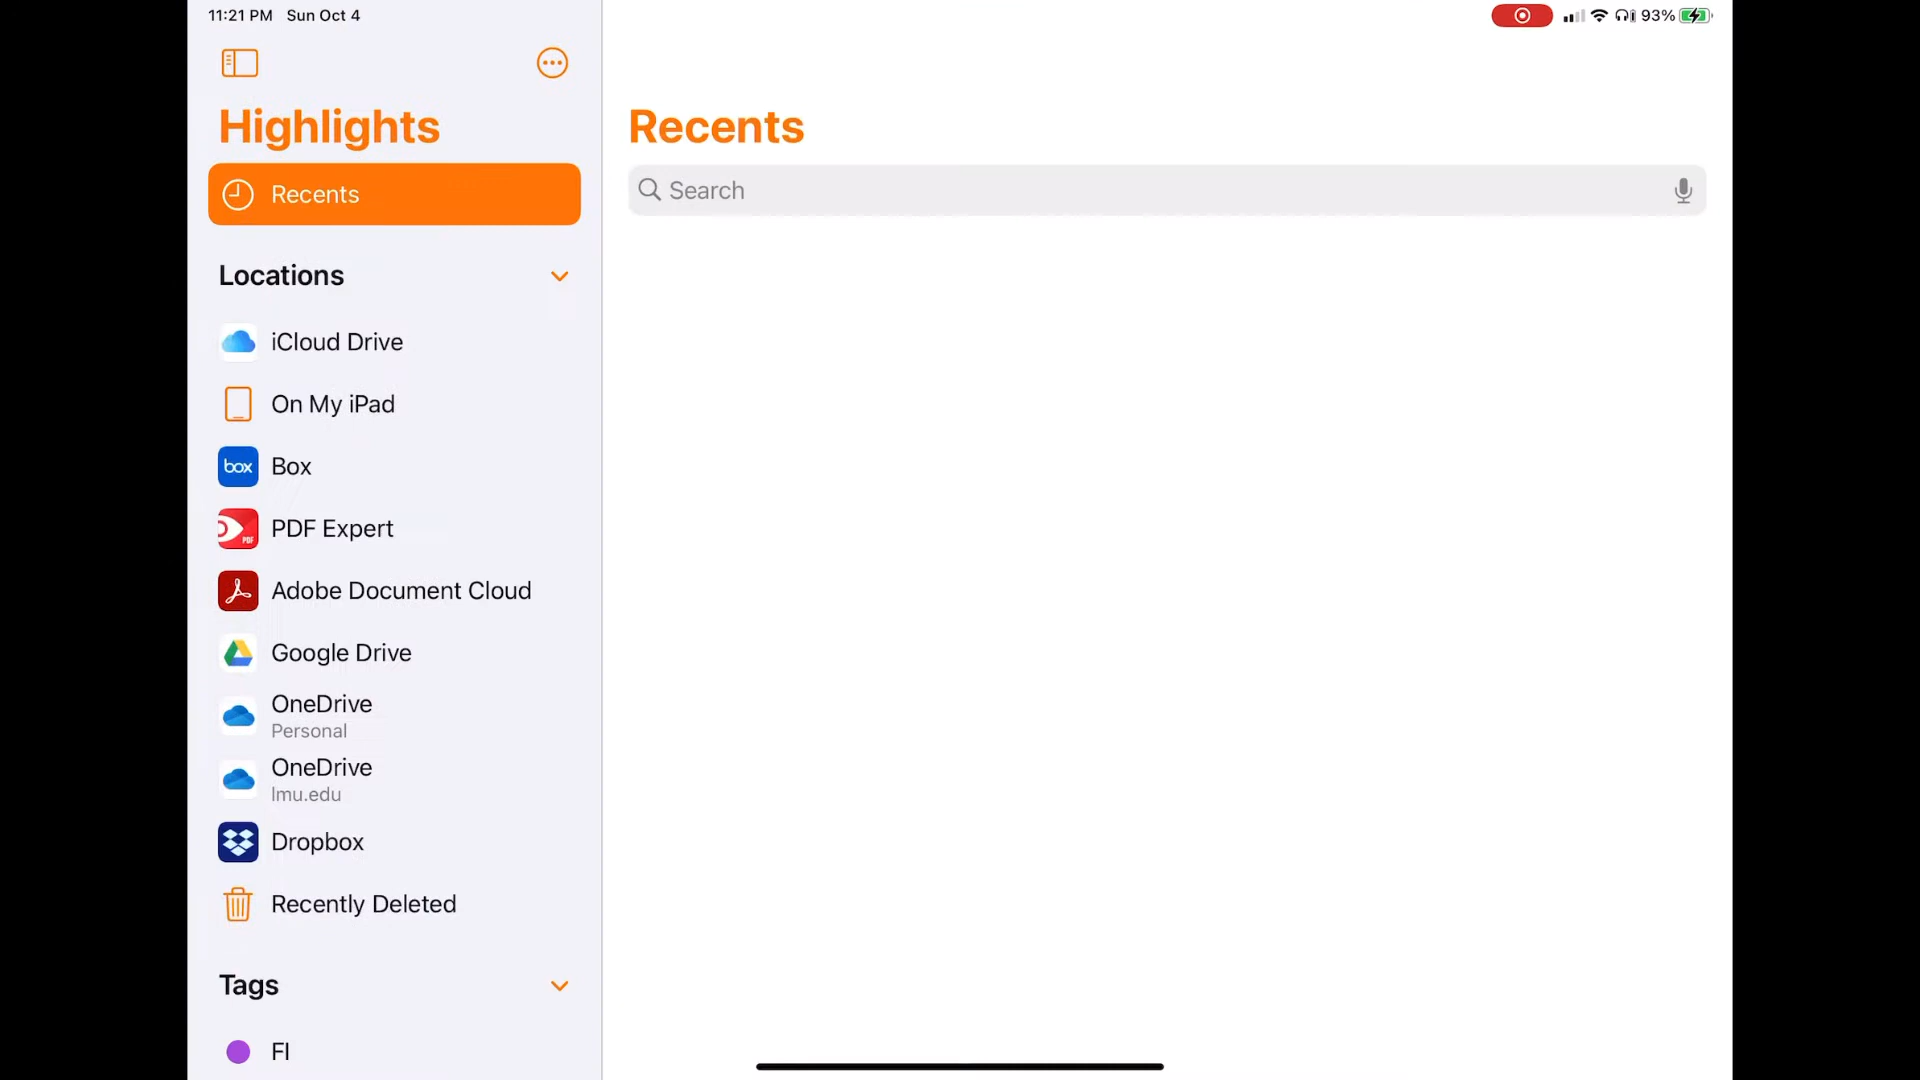 11:21 PM Sun Oct 4
93%
Highlights
Recents
Locations
iCloud Drive
On My iPad
box
Box
PDF
PDF Expert
Adobe Document Cloud
Google Drive
OneDrive
Personal
OneDrive
lmu.edu
Dropbox
Recently Deleted
Tags
FI
Recents
Search